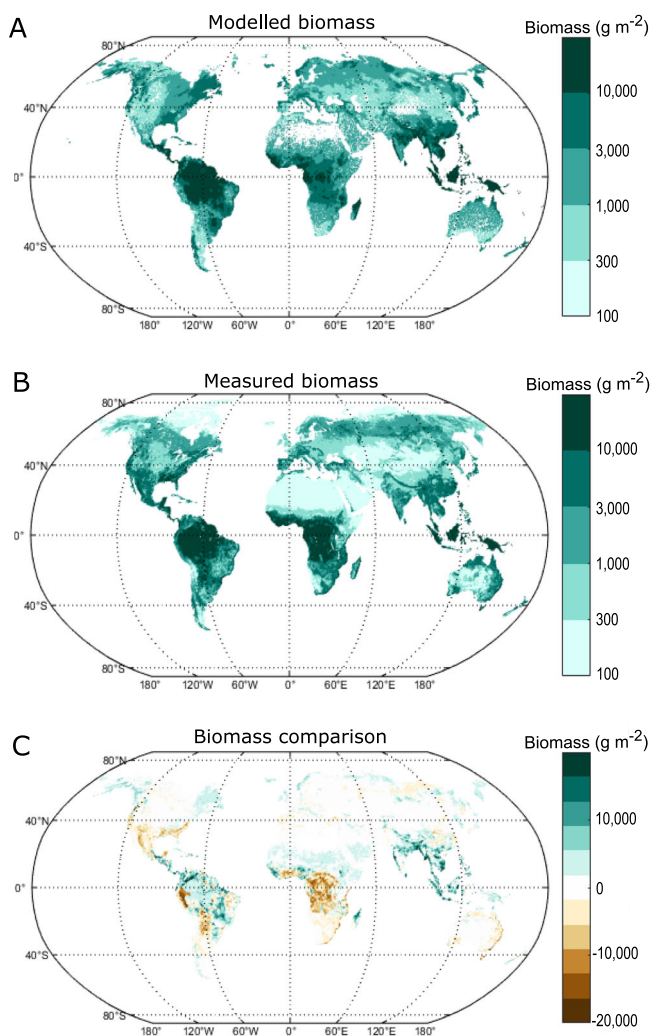 A
Modelled biomass
Biomass (g m-2)
80°N
40°N
0°
40°S
80°S
180° 120°W 60°W 0° 60°E 120°E 180°
10,000
3,000
1,000
300
100
B
Measured biomass
Biomass (g m-2)
80°N
40°N
0°
40°S
80°S
180° 120°W 60°W 0° 60°E 120°E 180°
10,000
3,000
1,000
300
100
C
Biomass comparison
Biomass (g m-2)
80°N
40°N
0°
40°S
80°S
180° 120°W 60°W 0° 60°E 120°E 180°
10,000
0
-10,000
-20,000